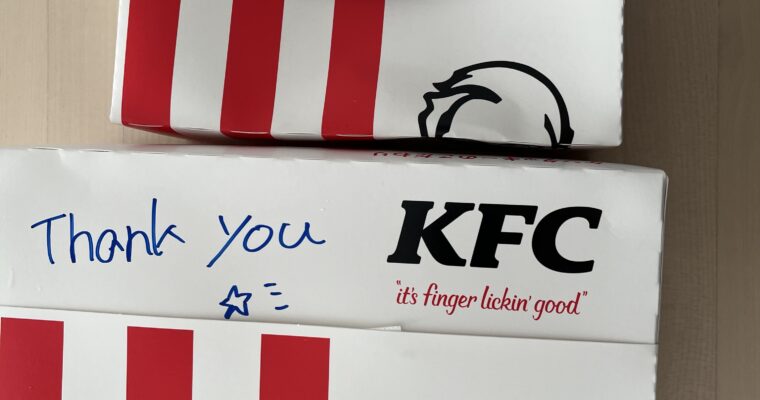 Thank you
KFC
"it's finger lickin' good"